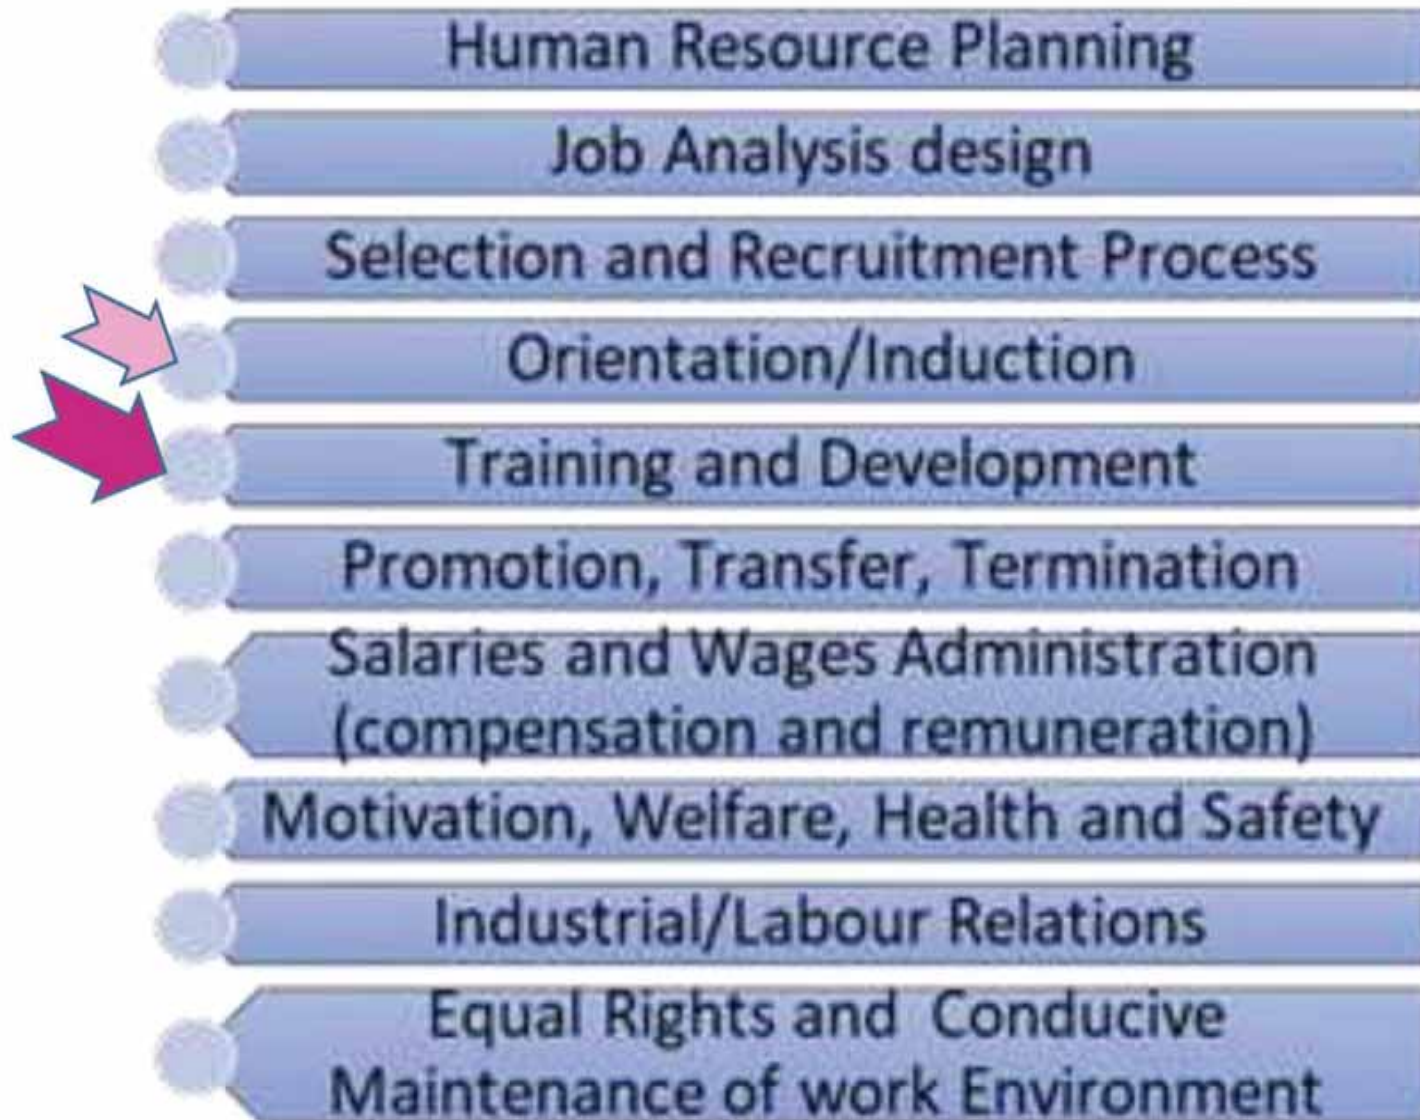 Human Resource Planning
Job Analysis design
Selection and Recruitment Process
Orientation/Induction
Training and Development
Promotion, Transfer, Termination
Salaries and Wages Administration
(compensation and remuneration)
Motivation, Welfare, Health and Safety
Industrial/Labour Relations
Equal Rights and Conducive
Maintenance of work Environment